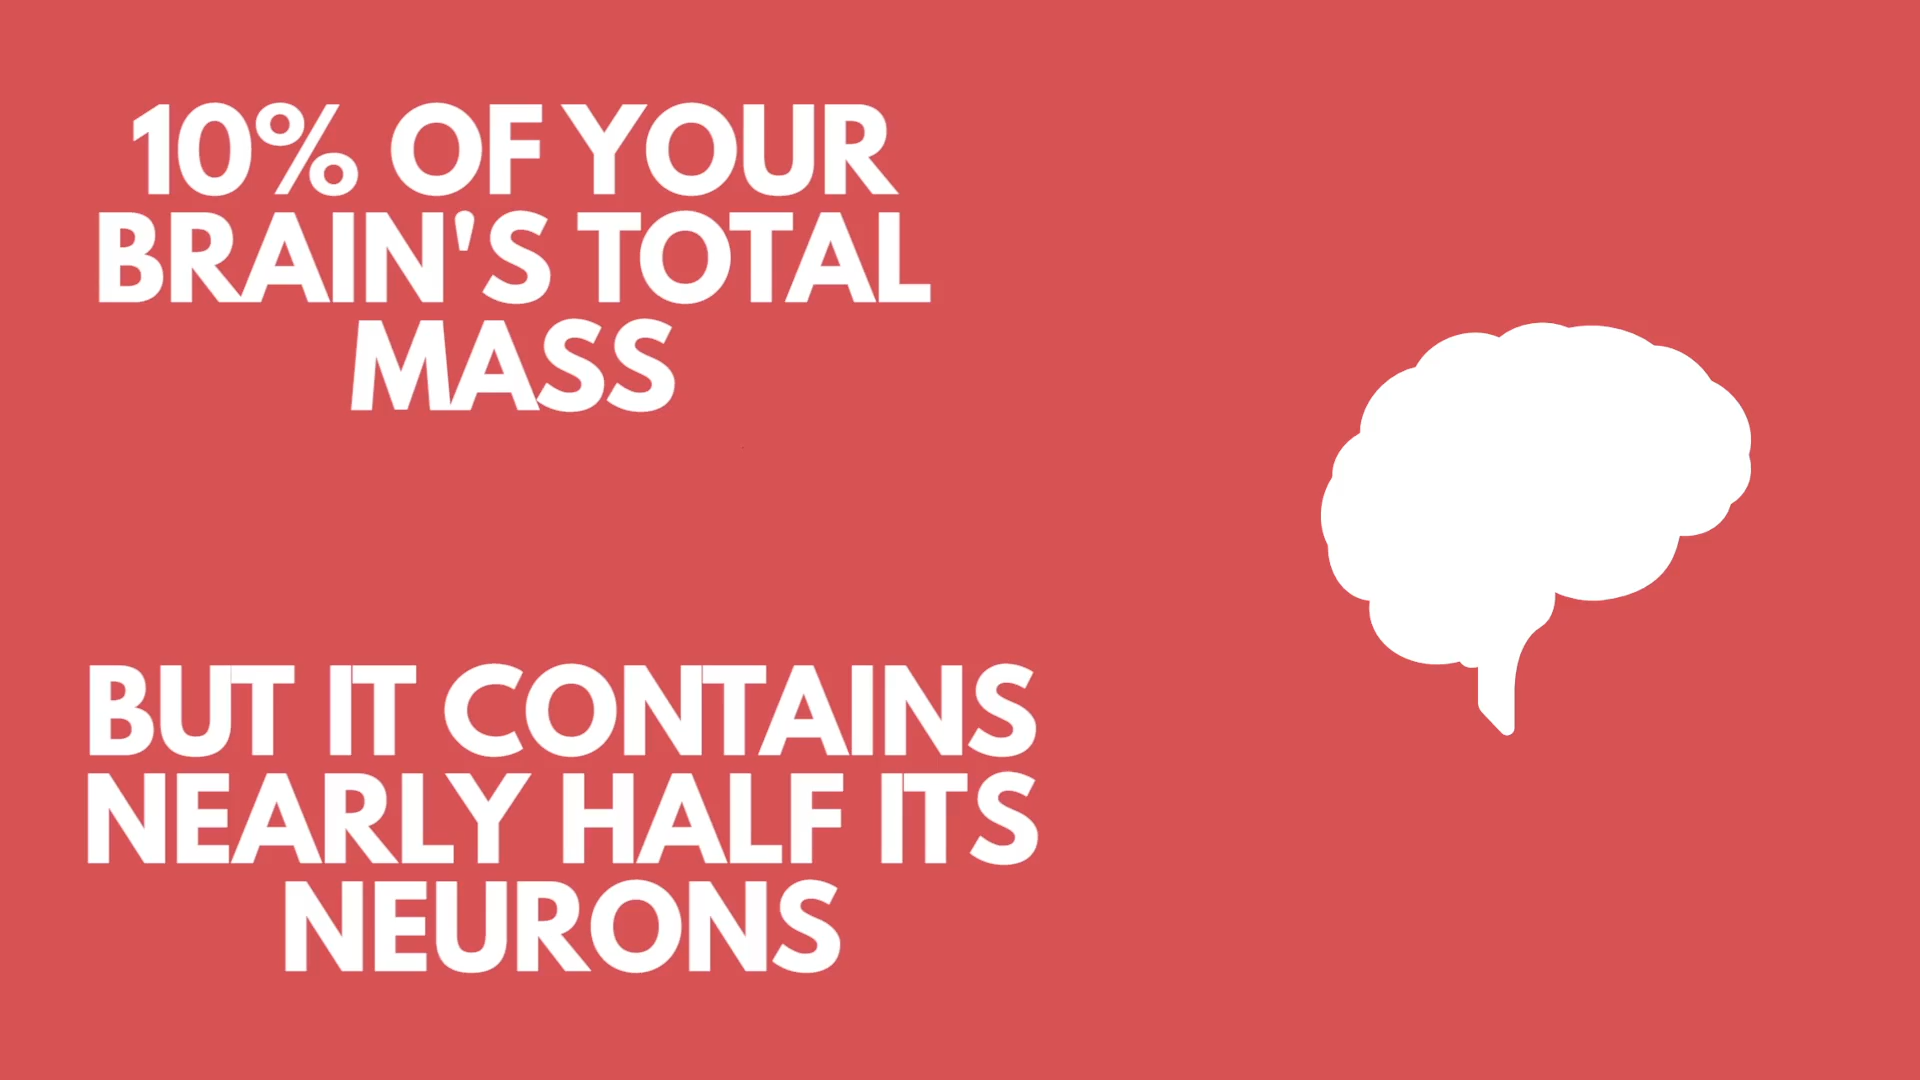 10% OF YOUR
BRAIN'S TOTAL
MASS
BUT IT CONTAINS
NEARLY HALF ITS
NEURONS